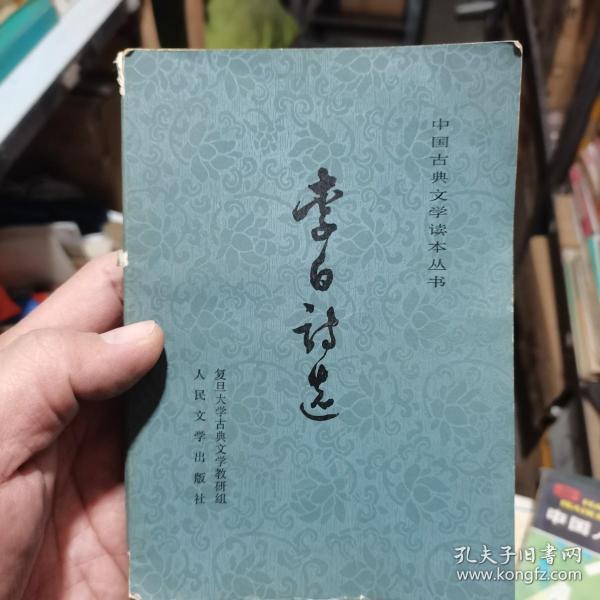 中国古典文学读本丛书
李白诗选
复旦大学古典文学教研组
人民文学出版社
中国
孔夫子旧书网
www.kongfz.com